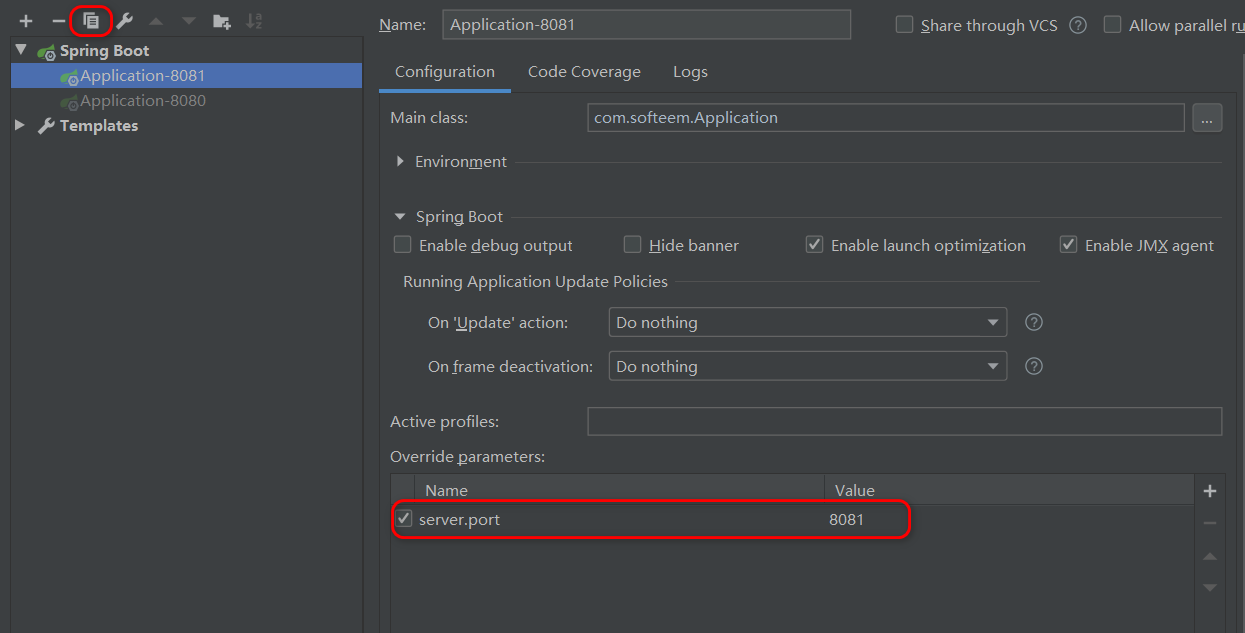 Name: Application-8081 Share through VCS Allow parallel ru
Spring Boot
Application-8081
Application-8080
Templates
Configuration Code Coverage Logs
Main class: com.softeem.Application ...
Environment
Spring Boot
Enable debug output Hide banner Enable launch optimization Enable JMX agent
Running Application Update Policies
On 'Update' action: Do nothing ?
On frame deactivation: Do nothing ?
Active profiles:
Override parameters:
Name Value
server.port 8081